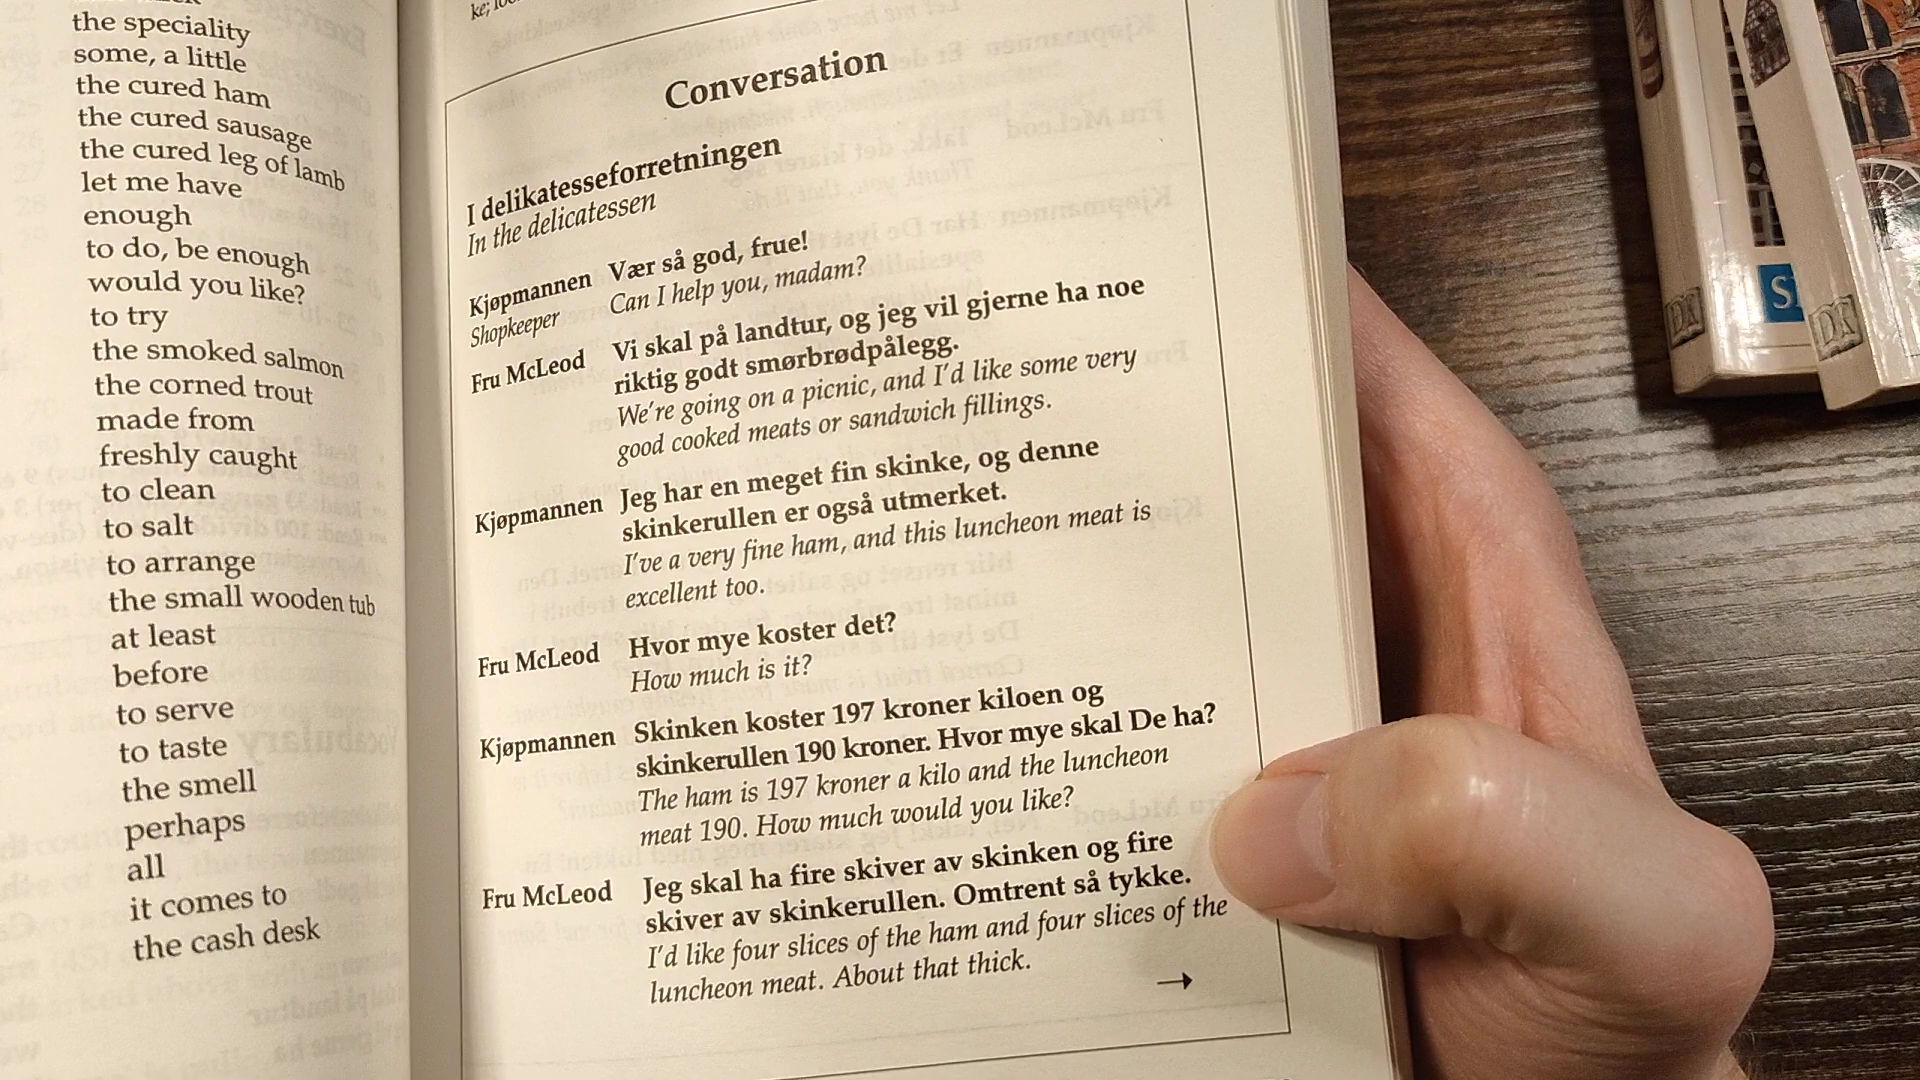 the speciality
some, a little
the cured ham
the cured sausage
the cured leg of lamb
let me have
enough
to do, be enough
would you like?
to try
the smoked salmon
the corned trout
made from
freshly caught
to clean
to salt
to arrange
the small wooden tub
at least
before
to serve
to taste
the smell
perhaps
all
it comes to
the cash desk
Conversation
I delikatesseforretningen
In the delicatessen
Kjøpmannen Vær så god, frue!
Shopkeeper Can I help you, madam?
Fru McLeod Vi skal på landtur, og jeg vil gjerne ha noe
riktig godt smørbrødpålegg.
We're going on a picnic, and I'd like some very
good cooked meats or sandwich fillings.
Kjøpmannen Jeg har en meget fin skinke, og denne
skinkerullen er også utmerket.
I've a very fine ham, and this luncheon meat is
excellent too.
Fru McLeod Hvor mye koster det?
How much is it?
Kjøpmannen Skinken koster 197 kroner kiloen og
skinkerullen 190 kroner. Hvor mye skal De ha?
The ham is 197 kroner a kilo and the luncheon
meat 190. How much would you like?
Fru McLeod Jeg skal ha fire skiver av skinken og fire
skiver av skinkerullen. Omtrent så tykke.
I'd like four slices of the ham and four slices of the
luncheon meat. About that thick.
→
DK
DK